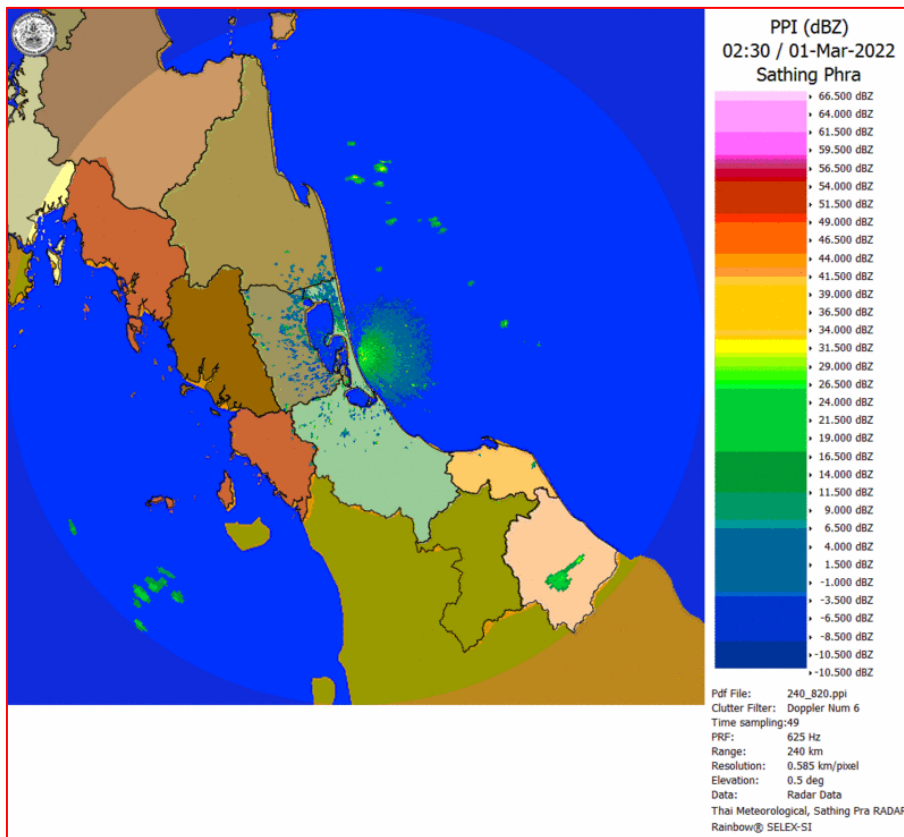 PPI (dBZ)
02:30 / 01-Mar-2022
Sathing Phra
66.500 dBZ
64.000 dBZ
61.500 dBZ
59.500 dBZ
56.500 dBZ
54.000 dBZ
51.500 dBZ
49.000 dBZ
46.500 dBZ
44.000 dBZ
41.500 dBZ
39.000 dBZ
36.500 dBZ
34.000 dBZ
31.500 dBZ
29.000 dBZ
26.500 dBZ
24.000 dBZ
21.500 dBZ
19.000 dBZ
16.500 dBZ
14.000 dBZ
11.500 dBZ
9.000 dBZ
6.500 dBZ
4.000 dBZ
1.500 dBZ
-1.000 dBZ
-3.500 dBZ
-6.500 dBZ
-8.500 dBZ
-10.500 dBZ
-10.500 dBZ
Pdf File: 240_820.ppi
Clutter Filter: Doppler Num 6
Time sampling:49
PRF: 625 Hz
Range: 240 km
Resolution: 0.585 km/pixel
Elevation: 0.5 deg
Data: Radar Data
Thai Meteorological, Sathing Pra RADAR
Rainbow® SELEX-SI